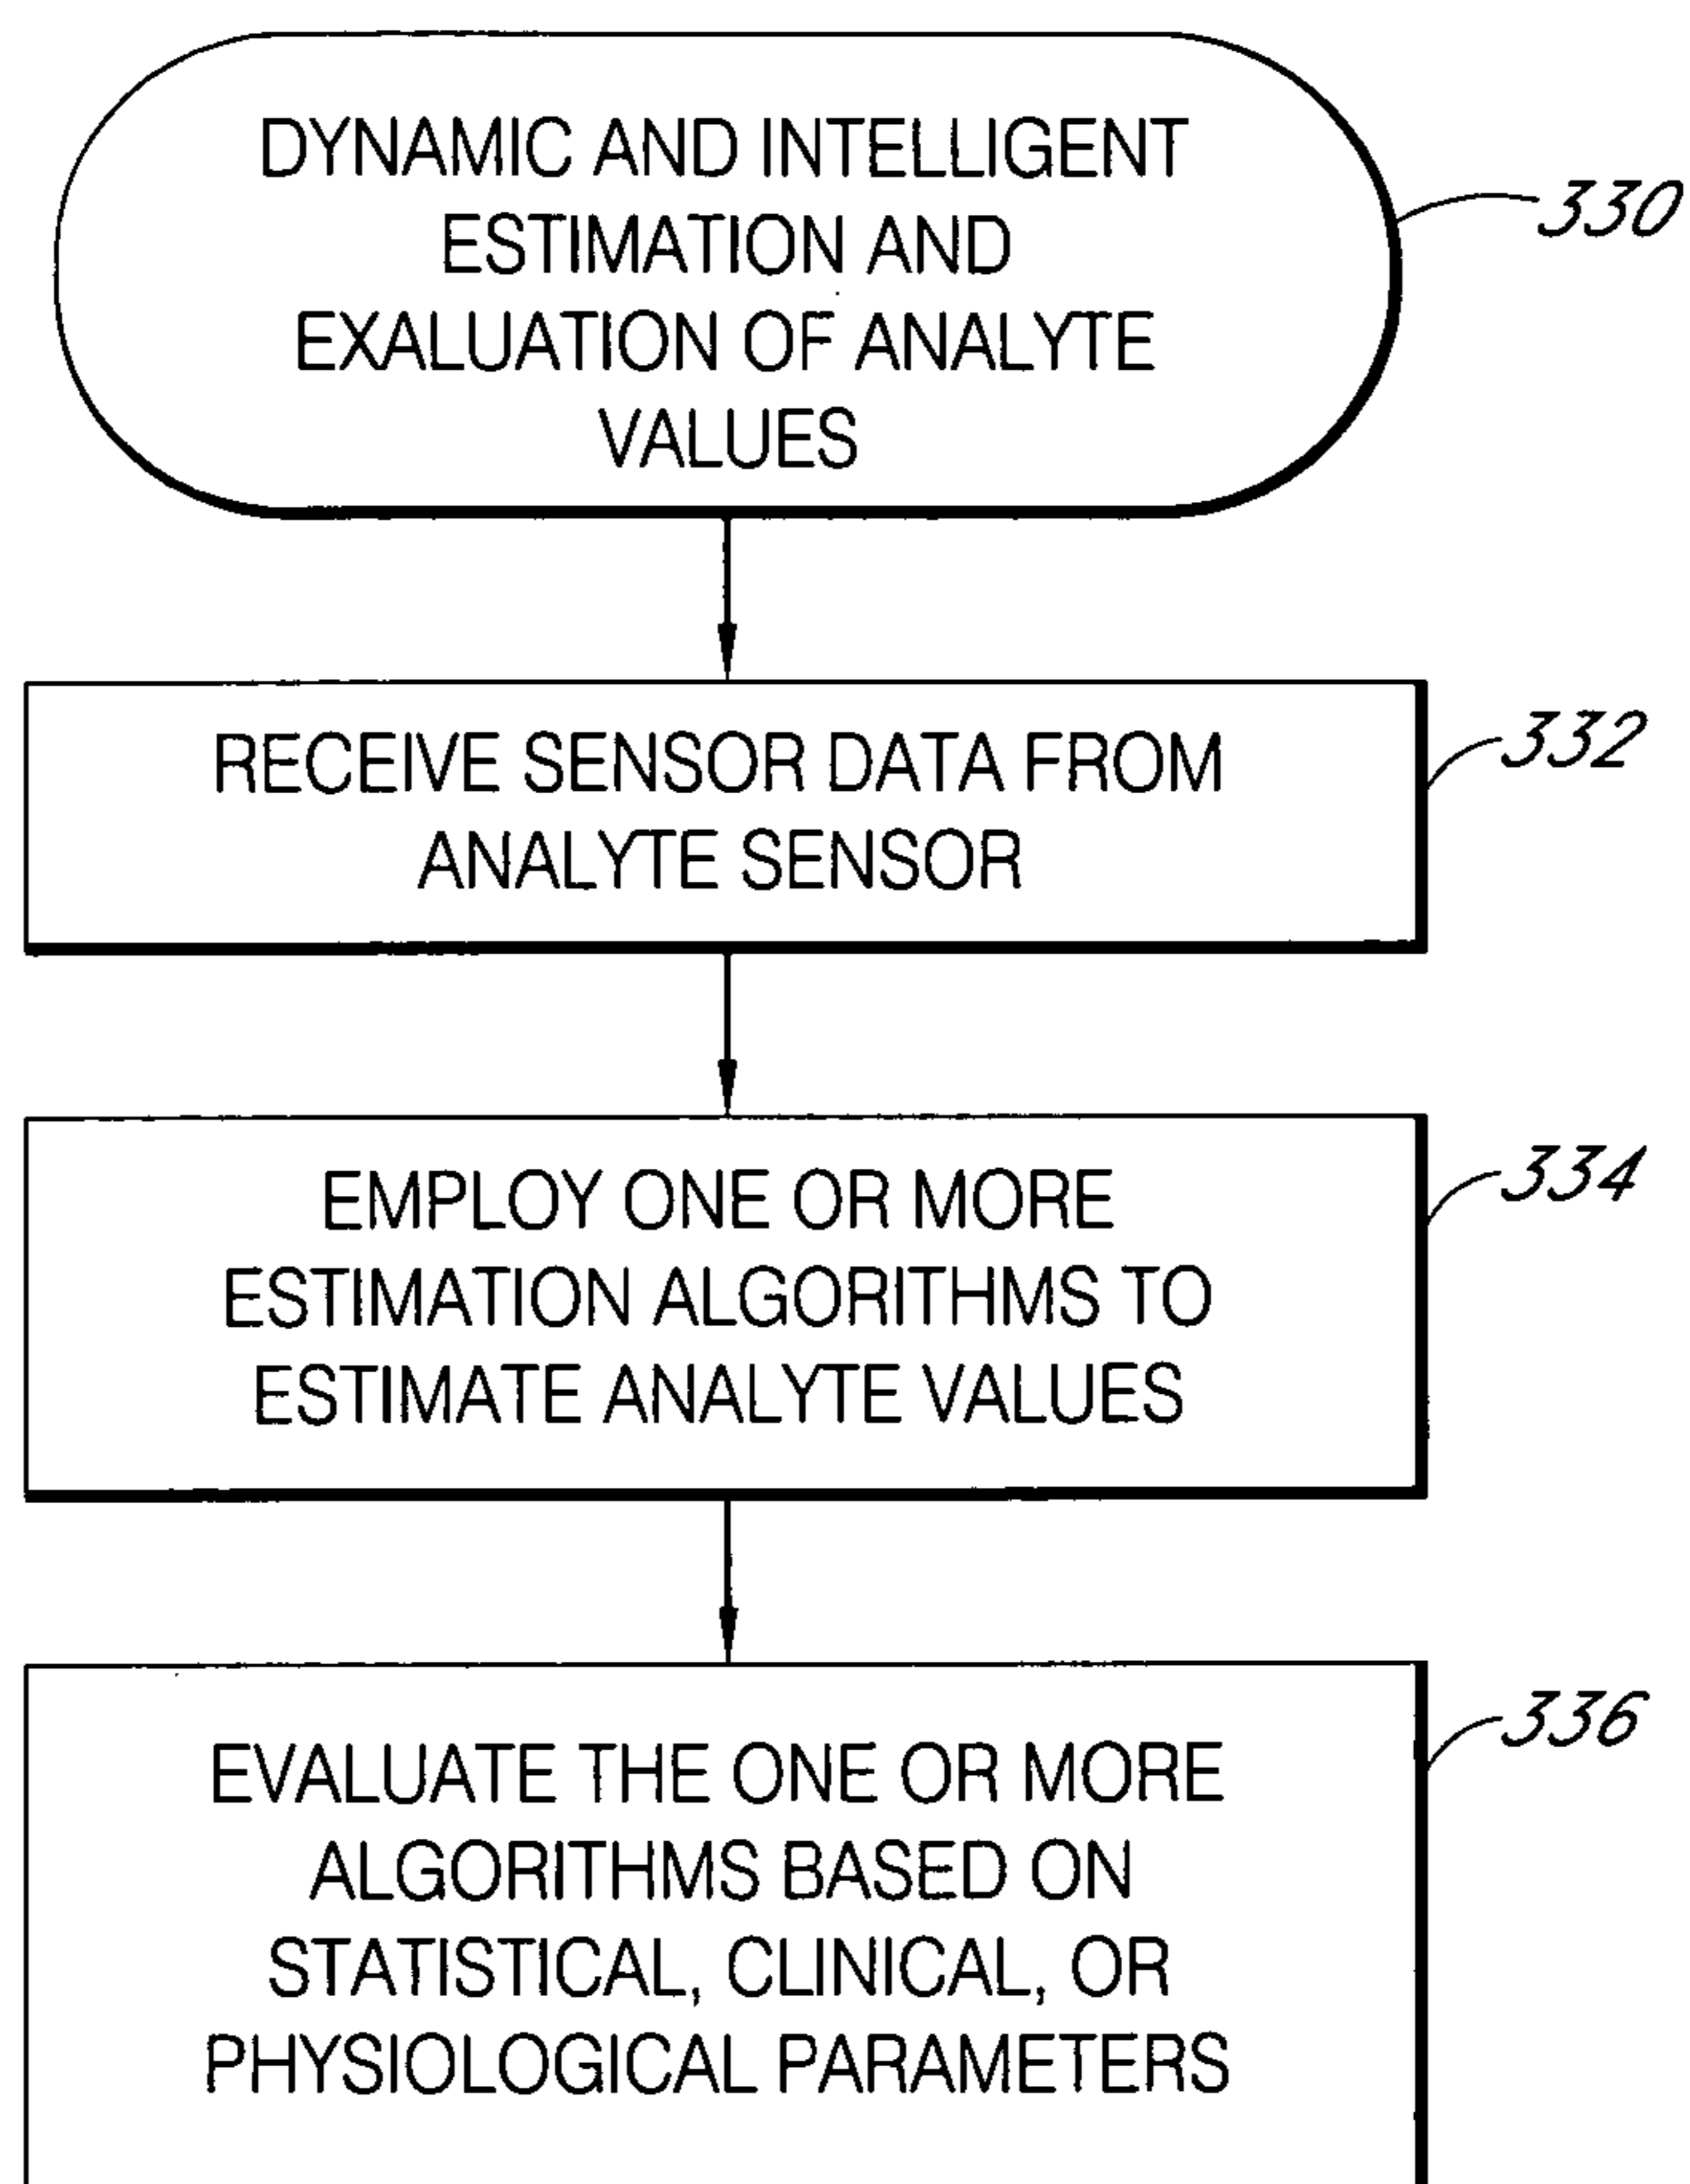 DYNAMIC AND INTELLIGENT
ESTIMATION AND
EXALUATION OF ANALYTE
VALUES
330
RECEIVE SENSOR DATA FROM
ANALYTE SENSOR
332
EMPLOY ONE OR MORE
ESTIMATION ALGORITHMS TO
ESTIMATE ANALYTE VALUES
334
EVALUATE THE ONE OR MORE
ALGORITHMS BASED ON
STATISTICAL, CLINICAL, OR
PHYSIOLOGICAL PARAMETERS
336